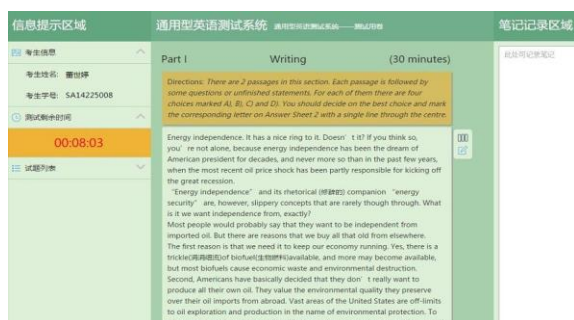 信息提示区域
通用型英语测试系统
笔记记录区域
考生信息
考生姓名: 董世婷
考生学号: SA14225008
测试剩余时间
00:08:03
试题列表
Part I Writing (30 minutes)
Directions: There are 2 passages in this section. Each passage is followed by
some questions or unfinished statements. For each of them there are four
choices marked A), B), C) and D). You should decide on the best choice and mark
the corresponding letter on Answer Sheet 2 with a single line through the centre.
Energy independence. It has a nice ring to it. Doesn' t it? If you think so,
you' re not alone, because energy independence has been the dream of
American president for decades, and never more so than in the past few years,
when the most recent oil price shock has been partly responsible for kicking off
the great recession.
“Energy independence” and its rhetorical (修辞的) companion “energy
security” are, however, slippery concepts that are rarely though through. What
is it we want independence from, exactly?
Most people would probably say that they want to be independent from
imported oil. But there are reasons that we buy all that old from elsewhere.
The first reason is that we need it to keep our economy running. Yes, there is a
trickle(涓涓细流)of biofuel(生物燃料)available, and more may become available,
but most biofuels cause economic waste and environmental destruction.
Second, Americans have basically decided that they don' t really want to
produce all their own oil. They value the environmental quality they preserve
over their oil imports from abroad. Vast areas of the United States are off-limits
to oil exploration and production in the name of environmental protection. To
此处可记录笔记